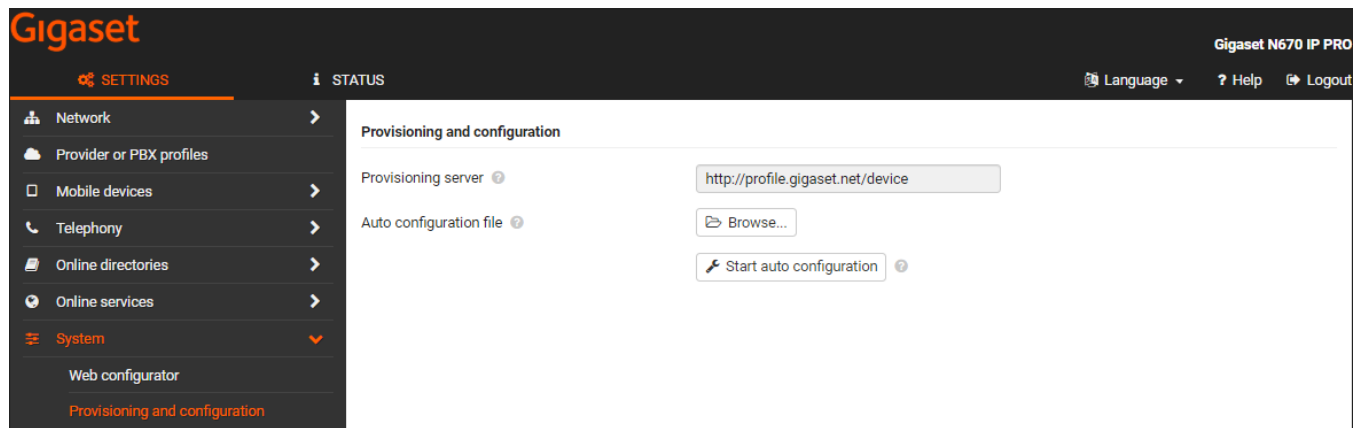 Gigaset
Gigaset N670 IP PRO
SETTINGS
STATUS
Language
? Help
Logout
Network
Provider or PBX profiles
Mobile devices
Telephony
Online directories
Online services
System
Web configurator
Provisioning and configuration
Provisioning and configuration
Provisioning server
http://profile.gigaset.net/device
Auto configuration file
Browse...
Start auto configuration